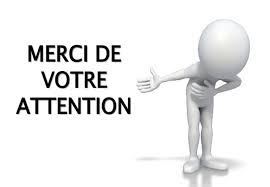 MERCI DE
VOTRE
ATTENTION